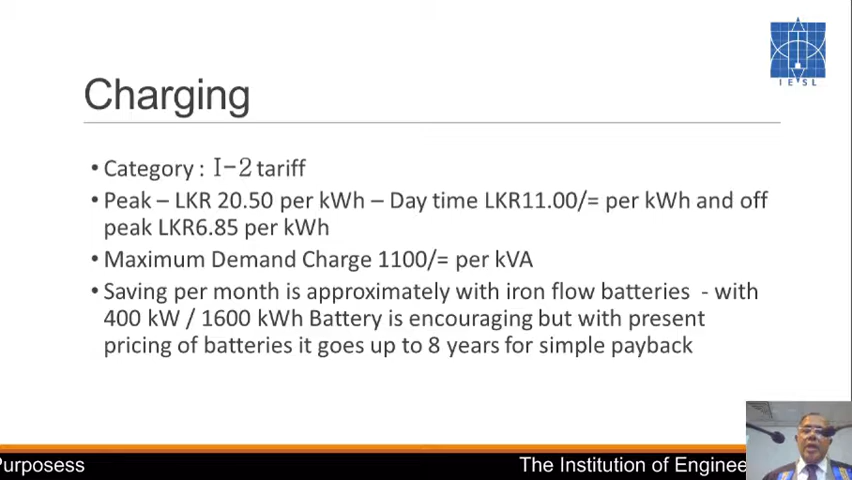 IESL
Charging
• Category : I-2 tariff
• Peak – LKR 20.50 per kWh – Day time LKR11.00/= per kWh and off
peak LKR6.85 per kWh
• Maximum Demand Charge 1100/= per kVA
• Saving per month is approximately with iron flow batteries - with
400 kW / 1600 kWh Battery is encouraging but with present
pricing of batteries it goes up to 8 years for simple payback
Purposess
The Institution of Enginee